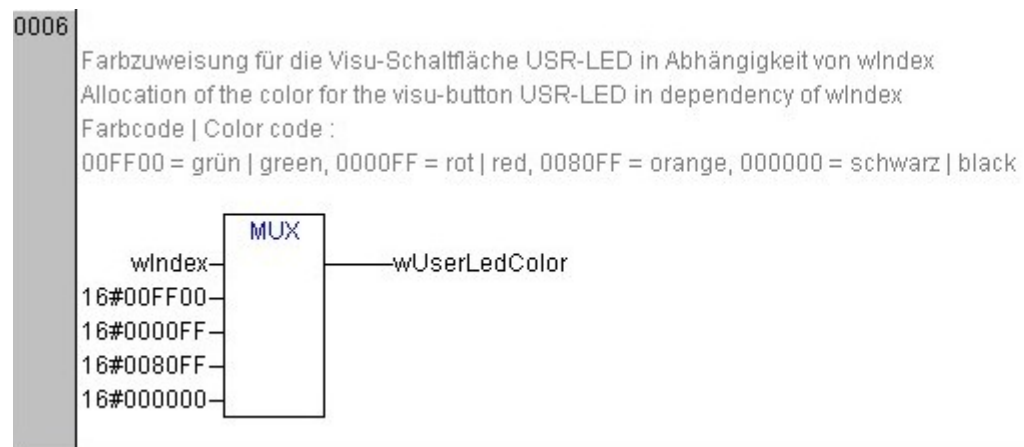 0006
Farbzuweisung für die Visu-Schaltfläche USR-LED in Abhängigkeit von wIndex
Allocation of the color for the visu-button USR-LED in dependency of wIndex
Farbcode | Color code :
00FF00 = grün | green, 0000FF = rot | red, 0080FF = orange, 000000 = schwarz | black
MUX
wIndex wUserLedColor
16#00FF00
16#0000FF
16#0080FF
16#000000